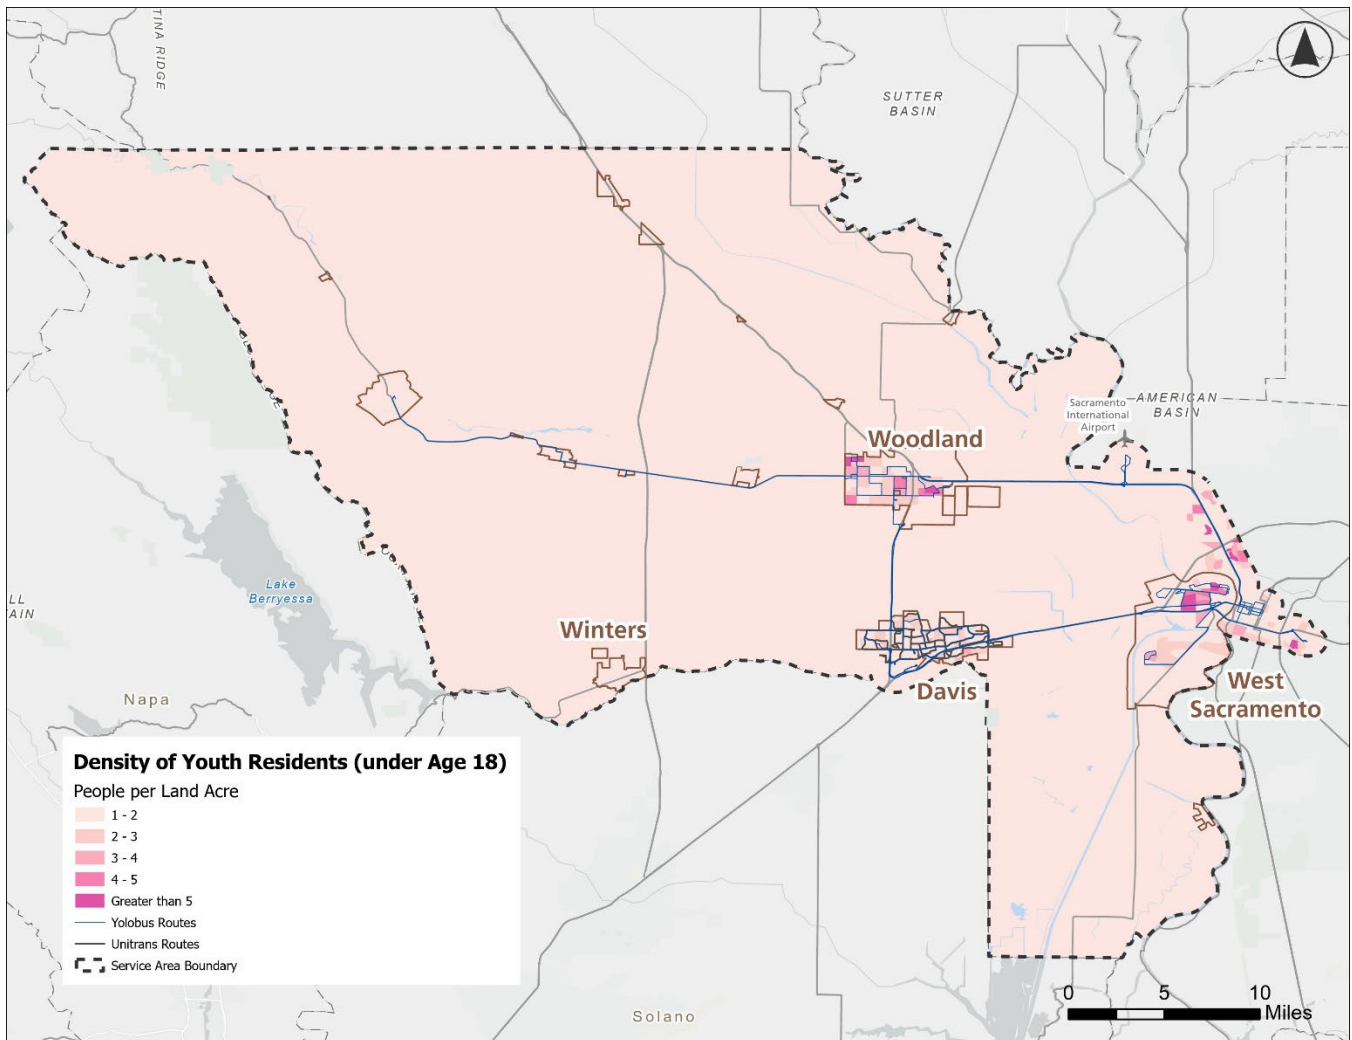 TINA RIDGE
SUTTER
BASIN
AMERICAN
BASIN
Sacramento
International
Airport
Woodland
Lake
Berryessa
LL
AIN
Winters
Davis
West
Sacramento
Napa
Density of Youth Residents (under Age 18)
People per Land Acre
1 - 2
2 - 3
3 - 4
4 - 5
Greater than 5
Yolobus Routes
Unitrans Routes
Service Area Boundary
Solano
0 5 10
Miles